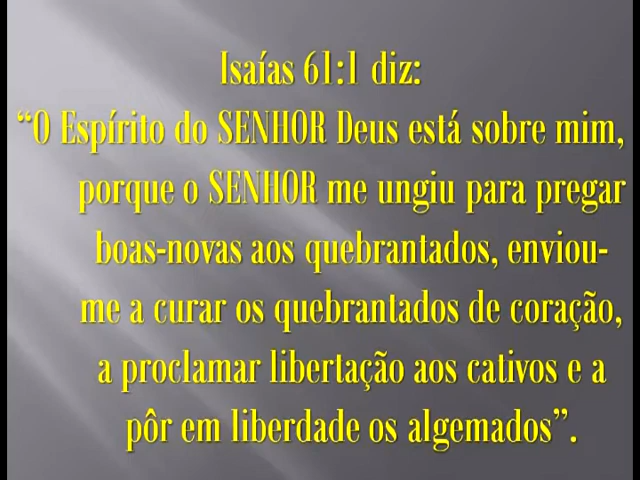 Isaías 61:1 diz:
“O Espírito do SENHOR Deus está sobre mim,
porque o SENHOR me ungiu para pregar
boas-novas aos quebrantados, enviou-
me a curar os quebrantados de coração,
a proclamar libertação aos cativos e a
pôr em liberdade os algemados”.